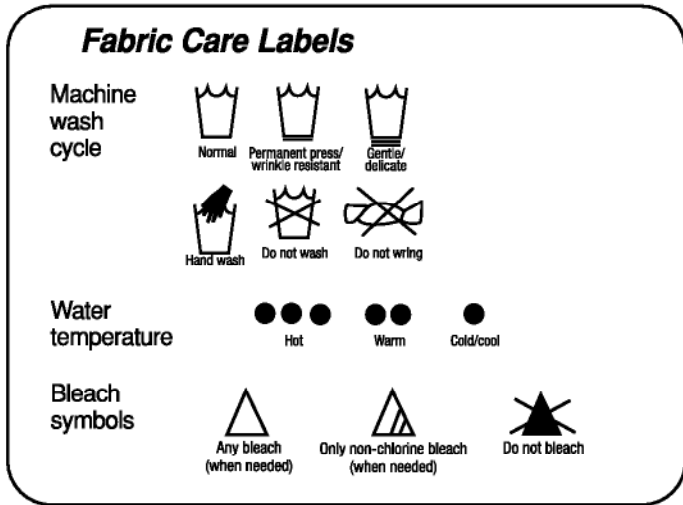 Fabric Care Labels
Machine
wash
cycle
Normal
Permanent press/
wrinkle resistant
Gentle/
delicate
Hand wash
Do not wash
Do not wring
Water
temperature
Hot
Warm
Cold/cool
Bleach
symbols
Any bleach
(when needed)
Only non-chlorine bleach
(when needed)
Do not bleach